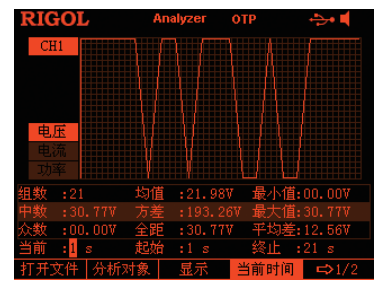 RIGOL Analyzer OTP
CH1
电压
电流
功率
组数 :21 均值 :21.98V 最小值:00.00V
中数 :30.77V 方差 :193.26V 最大值:30.77V
众数 :00.00V 全距 :30.77V 平均差:12.56V
当前 :1 s 起始 :1 s 终止 :21 s
打开文件 分析对象 显示 当前时间 ⇨1/2